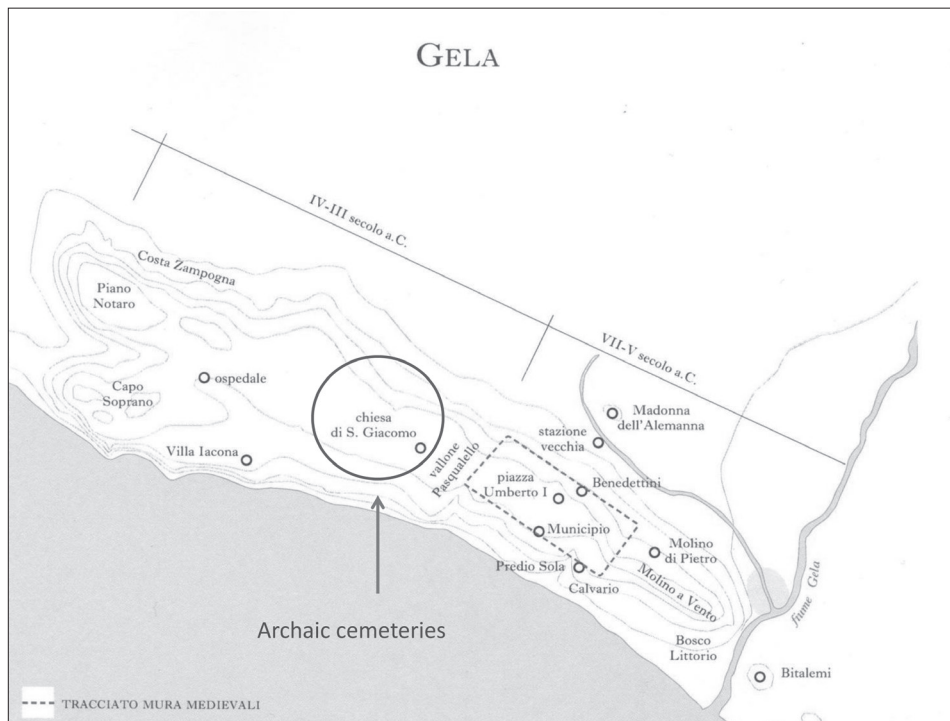 GELA
IV-III secolo a.C.
VII-V secolo a.C.
Costa Zampogna
Piano
Notaro
Capo
Soprano
ospedale
Villa Iacona
chiesa
di S. Giacomo
vallone
Pasqualello
stazione
vecchia
Madonna
dell'Alemanna
piazza
Umberto I
Benedettini
Municipio
Molino
di Pietro
Predio Sola
Calvario
Molino a Vento
Bosco
Littorio
fiume Gela
Bitalemi
Archaic cemeteries
TRACCIATO MURA MEDIEVALI